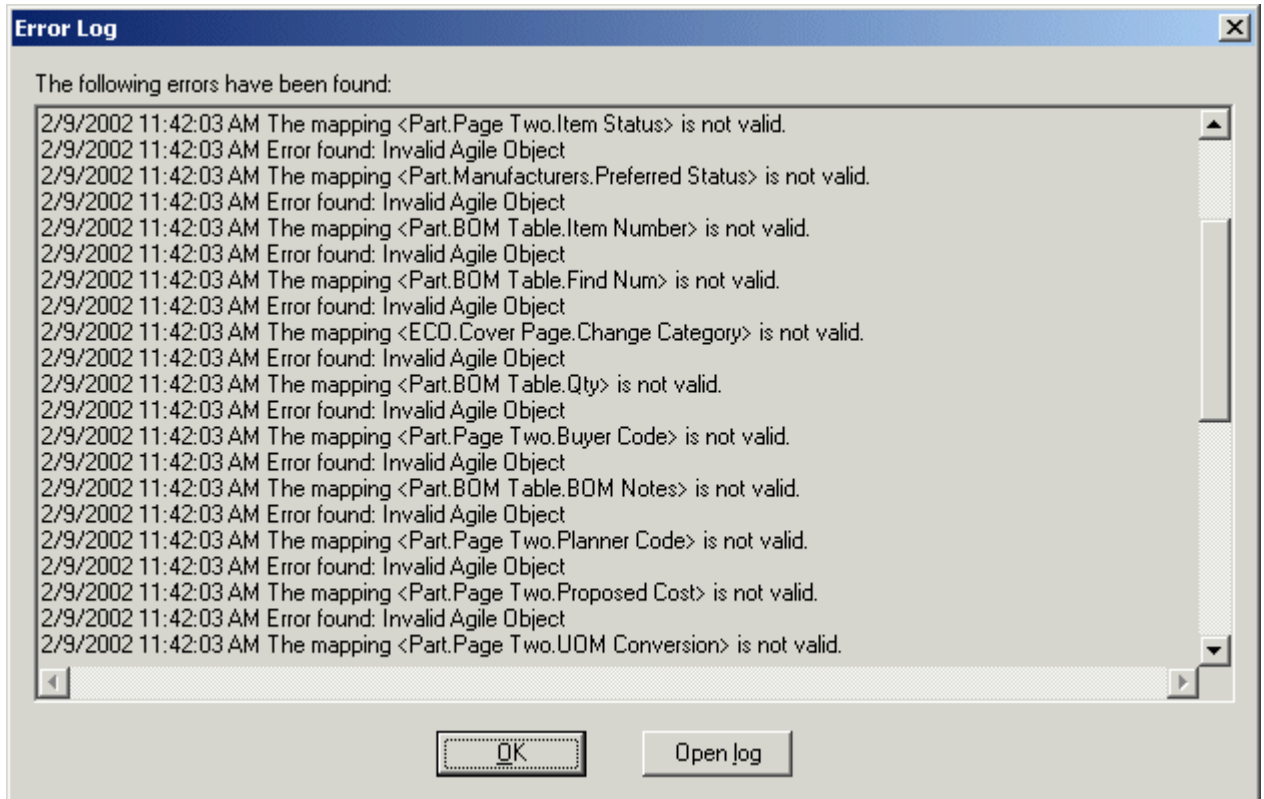 Error Log
The following errors have been found:
2/9/2002 11:42:03 AM The mapping <Part.Page Two.Item Status> is not valid.
2/9/2002 11:42:03 AM Error found: Invalid Agile Object
2/9/2002 11:42:03 AM The mapping <Part.Manufacturers.Preferred Status> is not valid.
2/9/2002 11:42:03 AM Error found: Invalid Agile Object
2/9/2002 11:42:03 AM The mapping <Part.BOM Table.Item Number> is not valid.
2/9/2002 11:42:03 AM Error found: Invalid Agile Object
2/9/2002 11:42:03 AM The mapping <Part.BOM Table.Find Num> is not valid.
2/9/2002 11:42:03 AM Error found: Invalid Agile Object
2/9/2002 11:42:03 AM The mapping <ECO.Cover Page.Change Category> is not valid.
2/9/2002 11:42:03 AM Error found: Invalid Agile Object
2/9/2002 11:42:03 AM The mapping <Part.BOM Table.Qty> is not valid.
2/9/2002 11:42:03 AM Error found: Invalid Agile Object
2/9/2002 11:42:03 AM The mapping <Part.Page Two.Buyer Code> is not valid.
2/9/2002 11:42:03 AM Error found: Invalid Agile Object
2/9/2002 11:42:03 AM The mapping <Part.BOM Table.BOM Notes> is not valid.
2/9/2002 11:42:03 AM Error found: Invalid Agile Object
2/9/2002 11:42:03 AM The mapping <Part.Page Two.Planner Code> is not valid.
2/9/2002 11:42:03 AM Error found: Invalid Agile Object
2/9/2002 11:42:03 AM The mapping <Part.Page Two.Proposed Cost> is not valid.
2/9/2002 11:42:03 AM Error found: Invalid Agile Object
2/9/2002 11:42:03 AM The mapping <Part.Page Two.UOM Conversion> is not valid.
OK
Open log